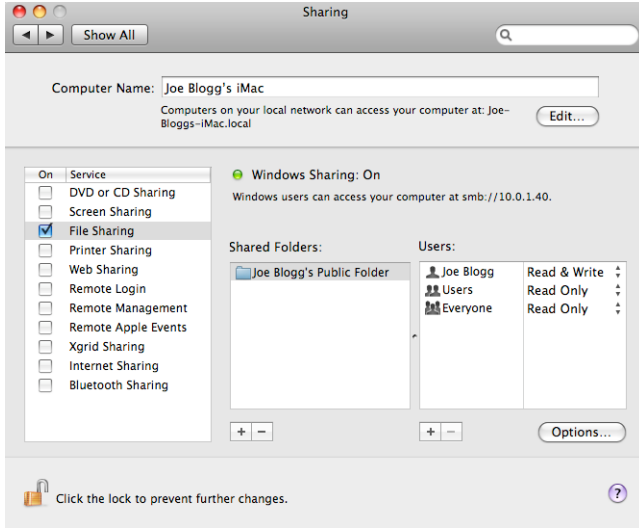 Sharing
Show All
Computer Name: Joe Blogg's iMac
Computers on your local network can access your computer at: Joe-
Bloggs-iMac.local
Edit...
On Service
DVD or CD Sharing
Screen Sharing
File Sharing
Printer Sharing
Web Sharing
Remote Login
Remote Management
Remote Apple Events
Xgrid Sharing
Internet Sharing
Bluetooth Sharing
Windows Sharing: On
Windows users can access your computer at smb://10.0.1.40.
Shared Folders:
Joe Blogg's Public Folder
Users:
Joe Blogg Read & Write
Users Read Only
Everyone Read Only
+ −
+ −
Options...
Click the lock to prevent further changes.
?